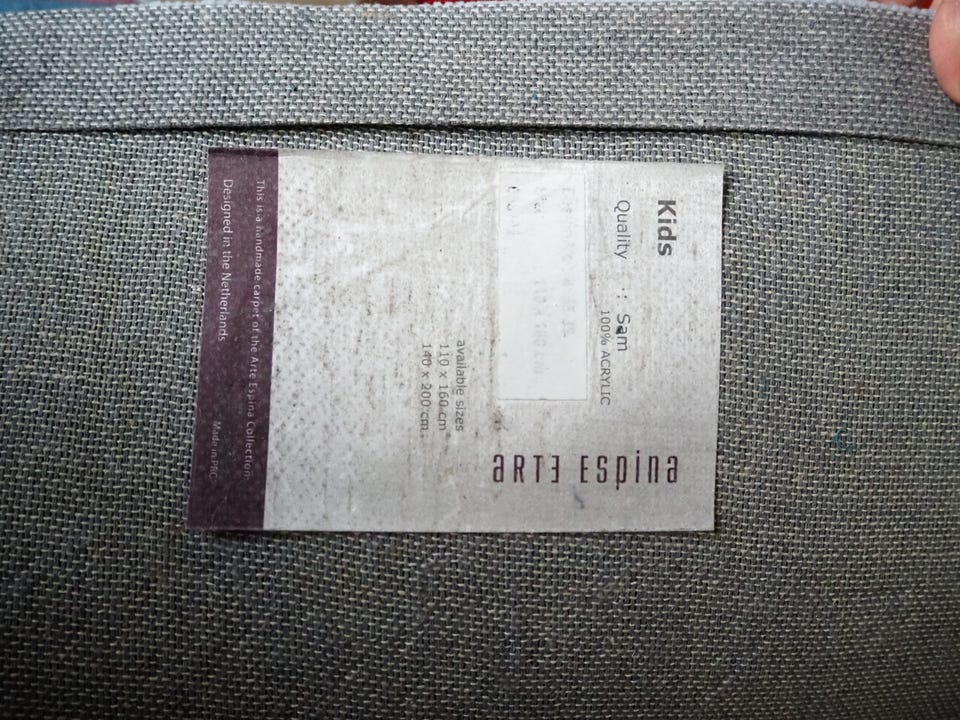 Kids
Quality : Sam
100% ACRYLIC
available sizes
110 x 160 cm
140 x 200 cm
This is a handmade carpet of the Arte Espina Collection
Designed in the Netherlands
Made in PRC
aRTE Espina